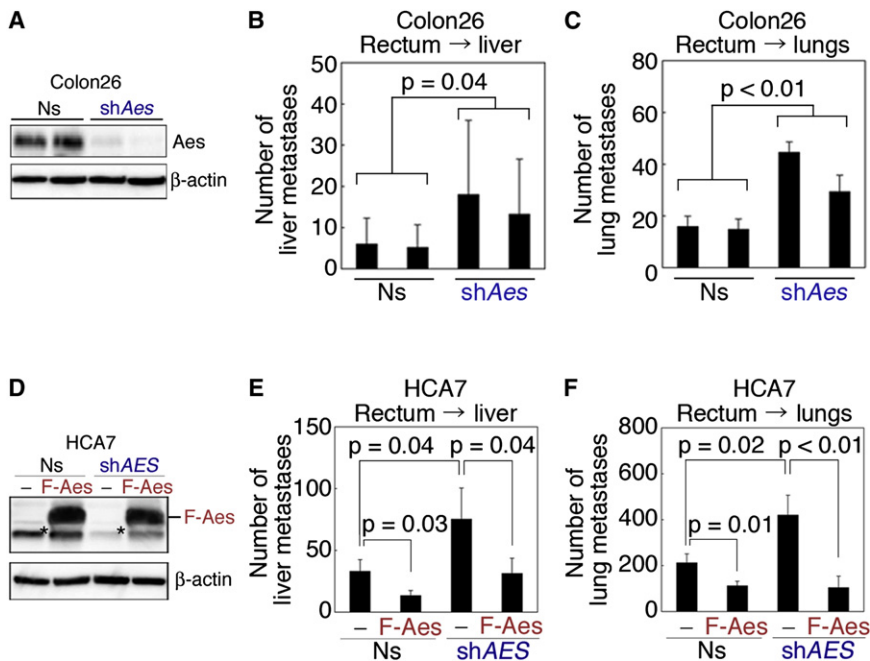 A
Colon26
Ns shAes
Aes
β-actin
B
Colon26
Rectum → liver
Number of
liver metastases
50
40
30
20
10
0
p = 0.04
Ns shAes
C
Colon26
Rectum → lungs
Number of
lung metastases
80
60
40
20
0
p < 0.01
Ns shAes
D
HCA7
Ns shAES
– F-Aes – F-Aes
F-Aes
* *
β-actin
E
HCA7
Rectum → liver
Number of
liver metastases
150
100
50
0
p = 0.04 p = 0.04
p = 0.03
– F-Aes – F-Aes
Ns shAES
F
HCA7
Rectum → lungs
Number of
lung metastases
800
600
400
200
0
p = 0.02 p < 0.01
p = 0.01
– F-Aes – F-Aes
Ns shAES